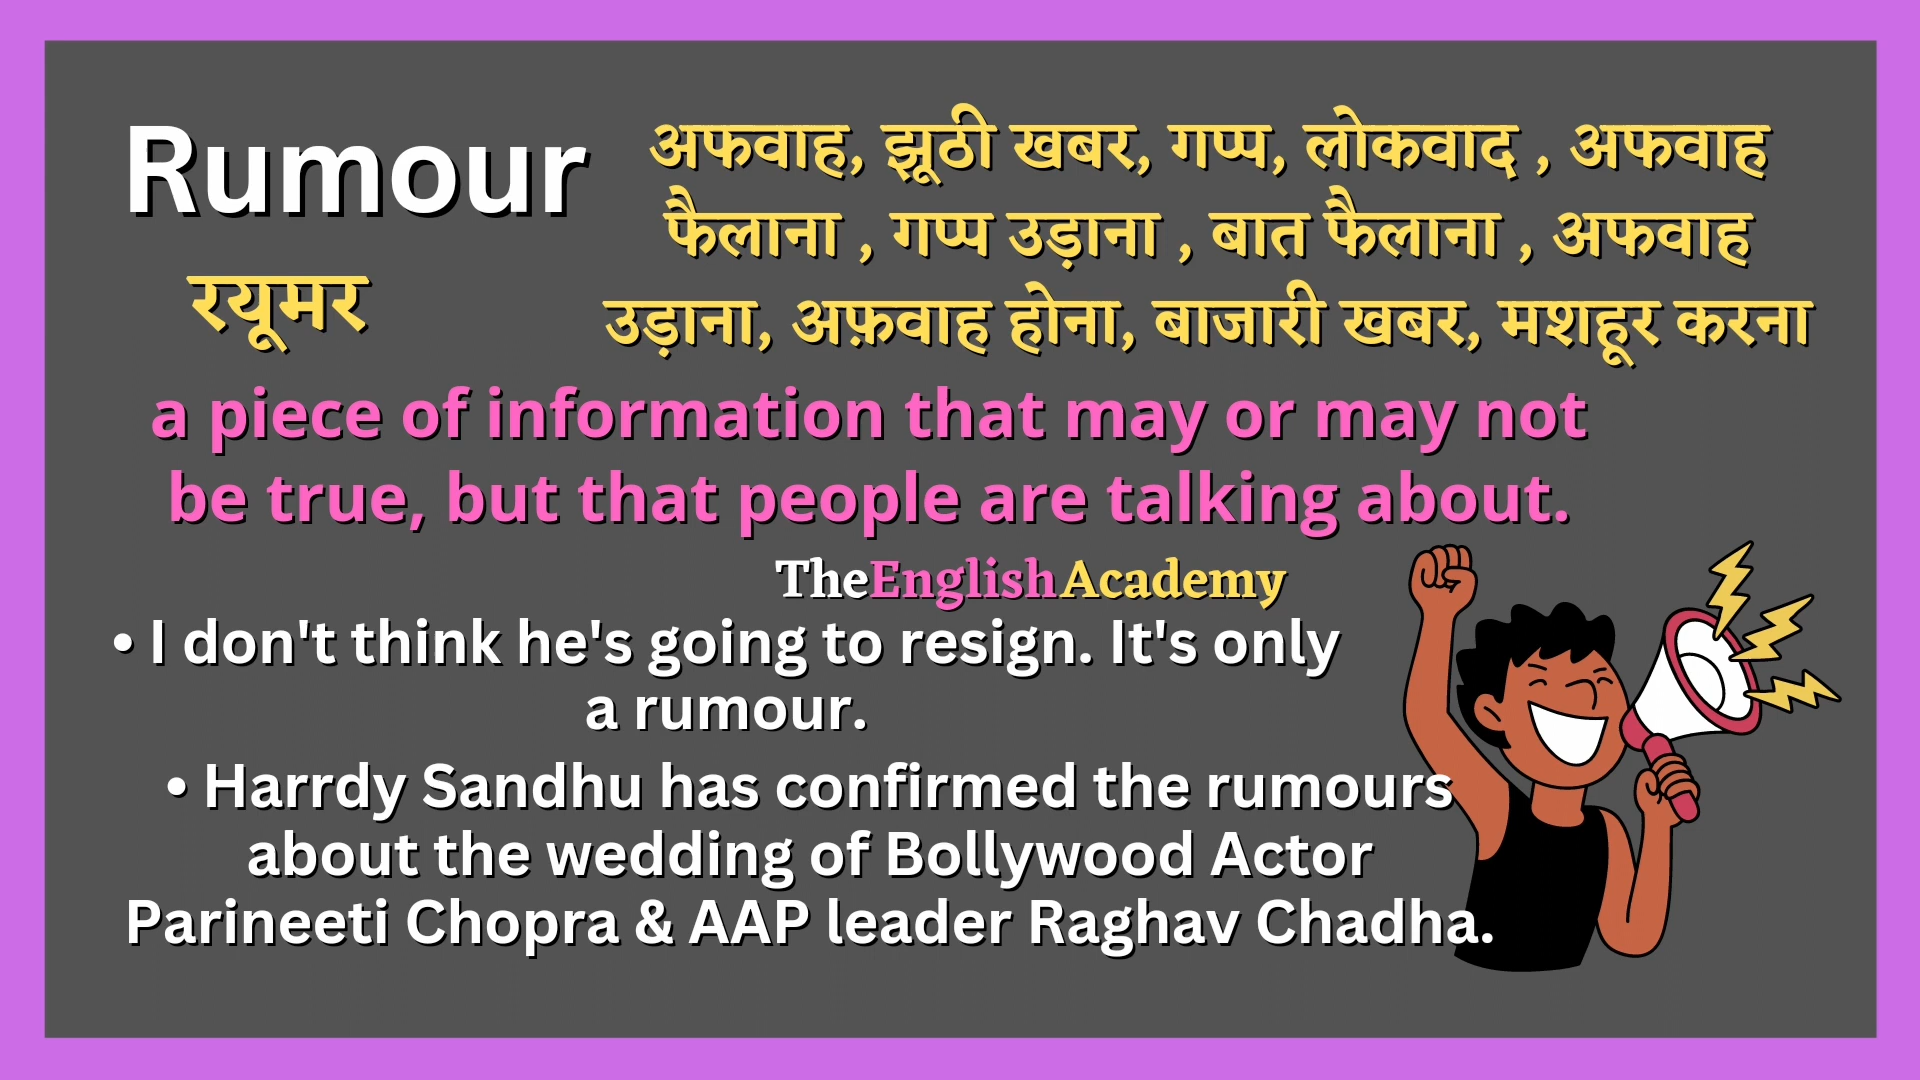 Rumour
रयूमर
अफवाह, झूठी खबर, गप्प, लोकवाद , अफवाह
फैलाना , गप्प उड़ाना , बात फैलाना , अफवाह
उड़ाना, अफ़वाह होना, बाजारी खबर, मशहूर करना
a piece of information that may or may not
be true, but that people are talking about.
TheEnglishAcademy
• I don't think he's going to resign. It's only
a rumour.
• Harrdy Sandhu has confirmed the rumours
about the wedding of Bollywood Actor
Parineeti Chopra & AAP leader Raghav Chadha.